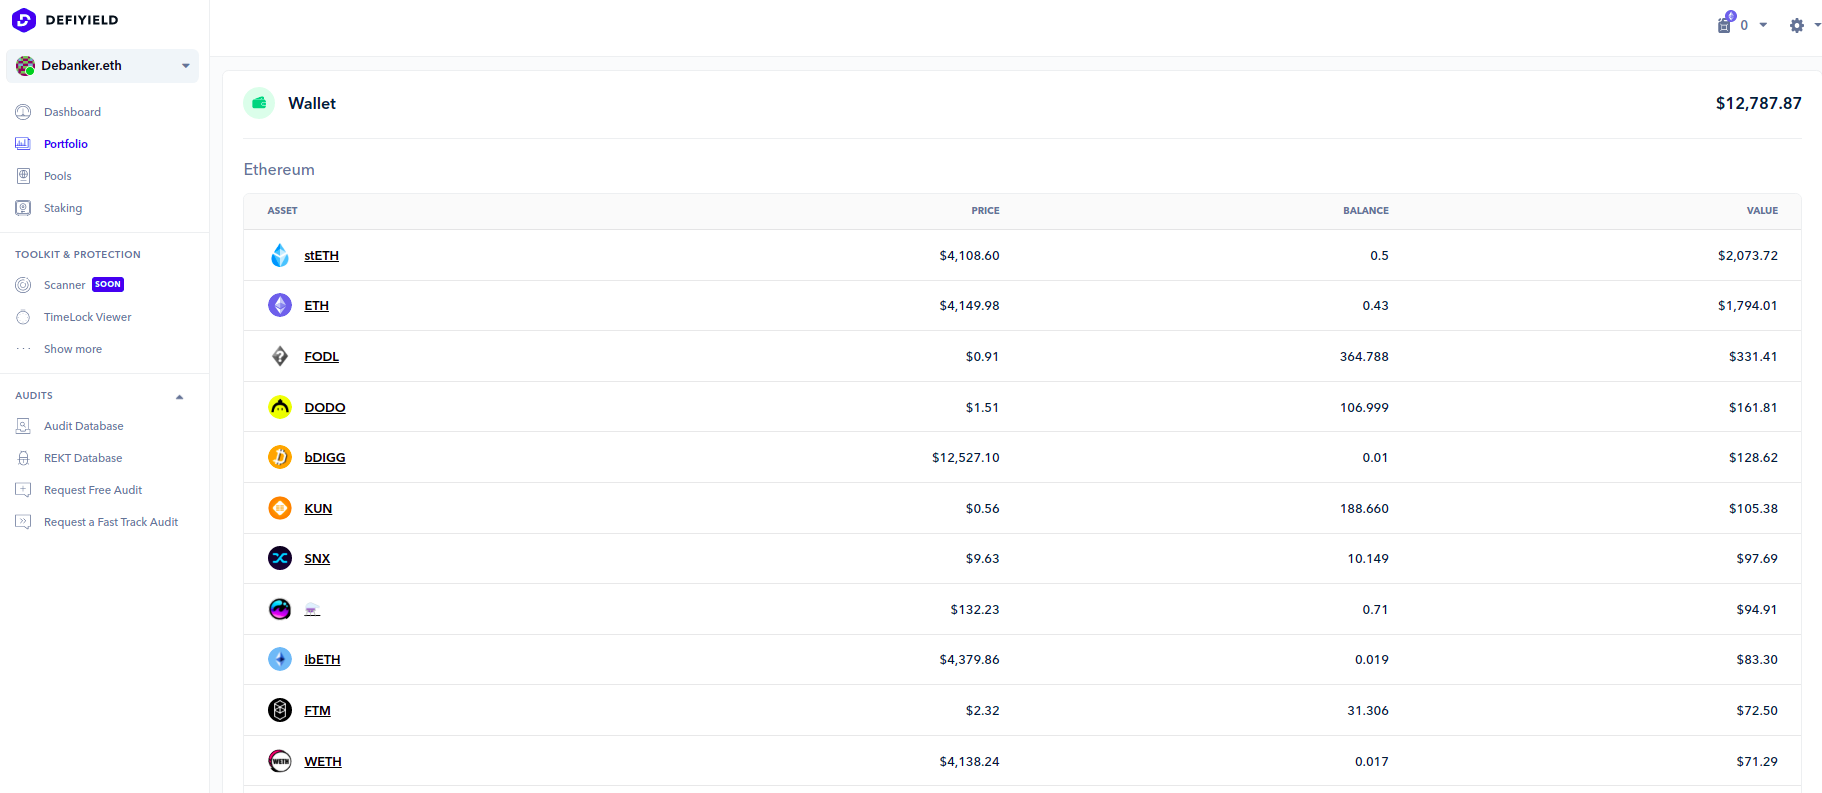 DEFIYIELD
¢
0
Debanker.eth
Dashboard
Portfolio
Pools
Staking
TOOLKIT & PROTECTION
Scanner SOON
TimeLock Viewer
··· Show more
AUDITS
Audit Database
REKT Database
Request Free Audit
Request a Fast Track Audit
Wallet $12,787.87
Ethereum
ASSET PRICE BALANCE VALUE
stETH $4,108.60 0.5 $2,073.72
ETH $4,149.98 0.43 $1,794.01
? FODL $0.91 364.788 $331.41
DODO $1.51 106.999 $161.81
bDIGG $12,527.10 0.01 $128.62
KUN $0.56 188.660 $105.38
SNX $9.63 10.149 $97.69
$132.23 0.71 $94.91
ibETH $4,379.86 0.019 $83.30
FTM $2.32 31.306 $72.50
WETH WETH $4,138.24 0.017 $71.29